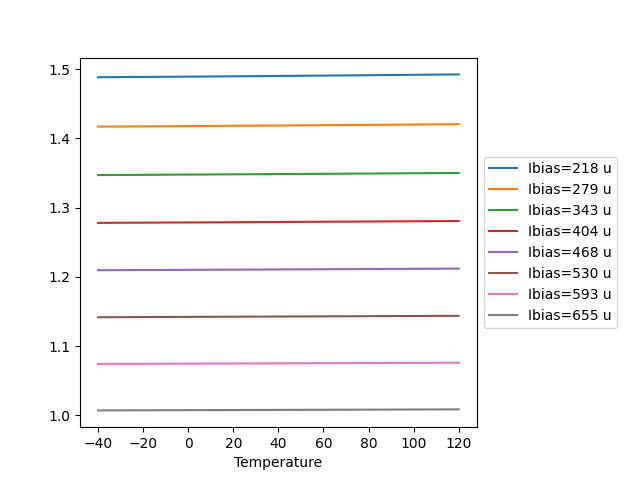 1.5
1.4
1.3
1.2
1.1
1.0
−40
−20
0
20
40
60
80
100
120
Temperature
Ibias=218 u
Ibias=279 u
Ibias=343 u
Ibias=404 u
Ibias=468 u
Ibias=530 u
Ibias=593 u
Ibias=655 u